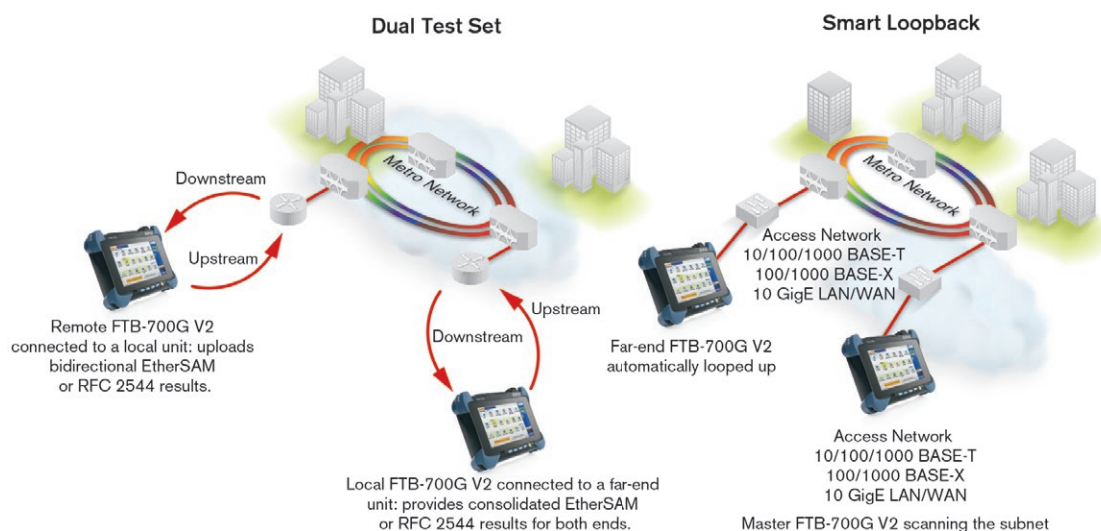 Dual Test Set
Metro Network
Downstream
Upstream
Remote FTB-700G V2
connected to a local unit: uploads
bidirectional EtherSAM
or RFC 2544 results.
Downstream
Upstream
Local FTB-700G V2 connected to a far-end
unit: provides consolidated EtherSAM
or RFC 2544 results for both ends.
Smart Loopback
Metro Network
Access Network
10/100/1000 BASE-T
100/1000 BASE-X
10 GigE LAN/WAN
Far-end FTB-700G V2
automatically looped up
Access Network
10/100/1000 BASE-T
100/1000 BASE-X
10 GigE LAN/WAN
Master FTB-700G V2 scanning the subnet